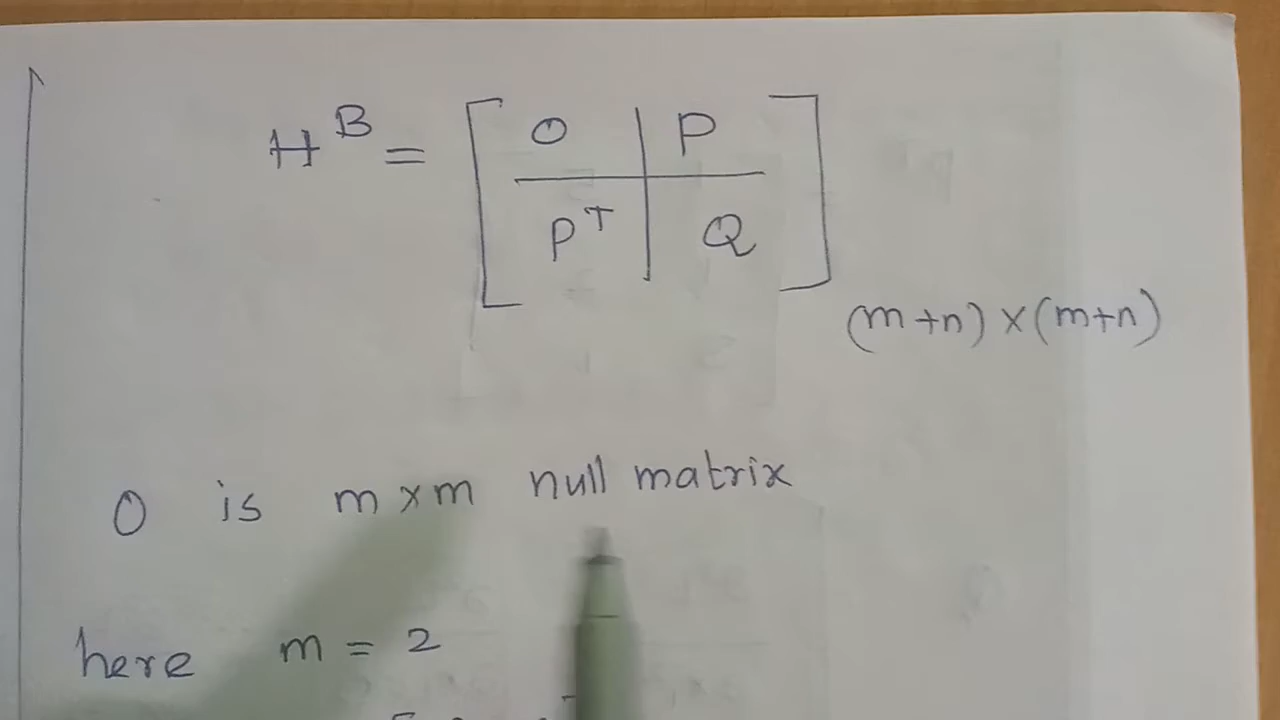 H^B = [ O | P
P^T | Q ] (m+n) × (m+n)
O is m×m null matrix
here m = 2